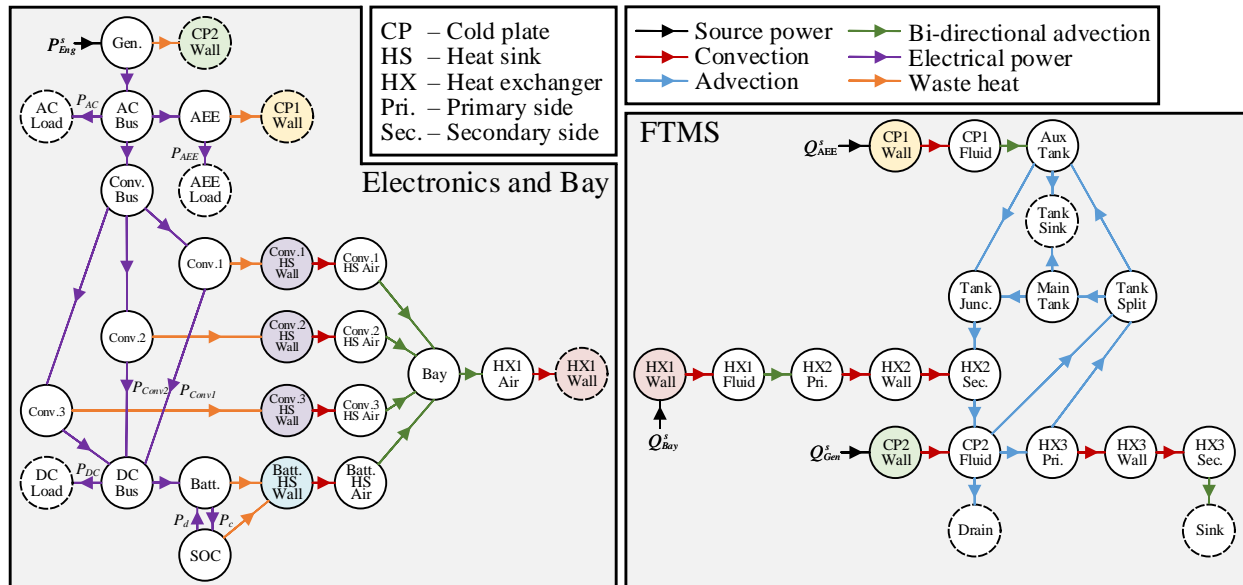 P^s_Eng
Gen.
CP2
Wall
P_AC
AC
Load
AC
Bus
AEE
CP1
Wall
P_AEE
AEE
Load
Conv.
Bus
Electronics and Bay
Conv.1
Conv.1
HS
Wall
Conv.1
HS Air
Conv.2
Conv.2
HS
Wall
Conv.2
HS Air
Bay
HX1
Air
HX1
Wall
P_Conv2
P_Conv1
Conv.3
Conv.3
HS
Wall
Conv.3
HS Air
DC
Load
P_DC
DC
Bus
Batt.
Batt.
HS
Wall
Batt.
HS
Air
P_d
P_c
SOC
CP – Cold plate
HS – Heat sink
HX – Heat exchanger
Pri. – Primary side
Sec. – Secondary side
Source power
Convection
Advection
Bi-directional advection
Electrical power
Waste heat
FTMS
Q^s_AEE
CP1
Wall
CP1
Fluid
Aux
Tank
Tank
Sink
Tank
Junc.
Main
Tank
Tank
Split
HX1
Wall
HX1
Fluid
HX2
Pri.
HX2
Wall
HX2
Sec.
Q^s_Bay
Q^s_Gen
CP2
Wall
CP2
Fluid
HX3
Pri.
HX3
Wall
HX3
Sec.
Drain
Sink